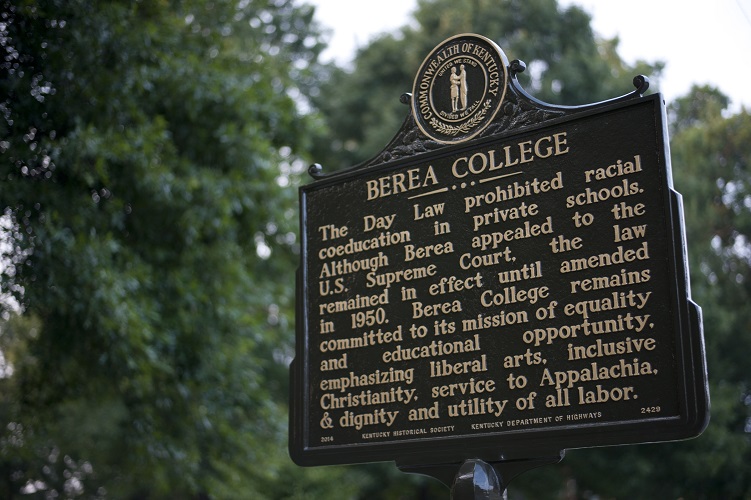 COMMONWEALTH OF KENTUCKY
UNITED WE STAND
DIVIDED WE FALL
BEREA COLLEGE
The Day Law prohibited racial
coeducation in private schools.
Although Berea appealed to the
U.S. Supreme Court, the law
remained in effect until amended
in 1950. Berea College remains
committed to its mission of equality
and educational opportunity,
emphasizing liberal arts, inclusive
Christianity, service to Appalachia,
& dignity and utility of all labor.
2014 KENTUCKY HISTORICAL SOCIETY KENTUCKY DEPARTMENT OF HIGHWAYS 2429